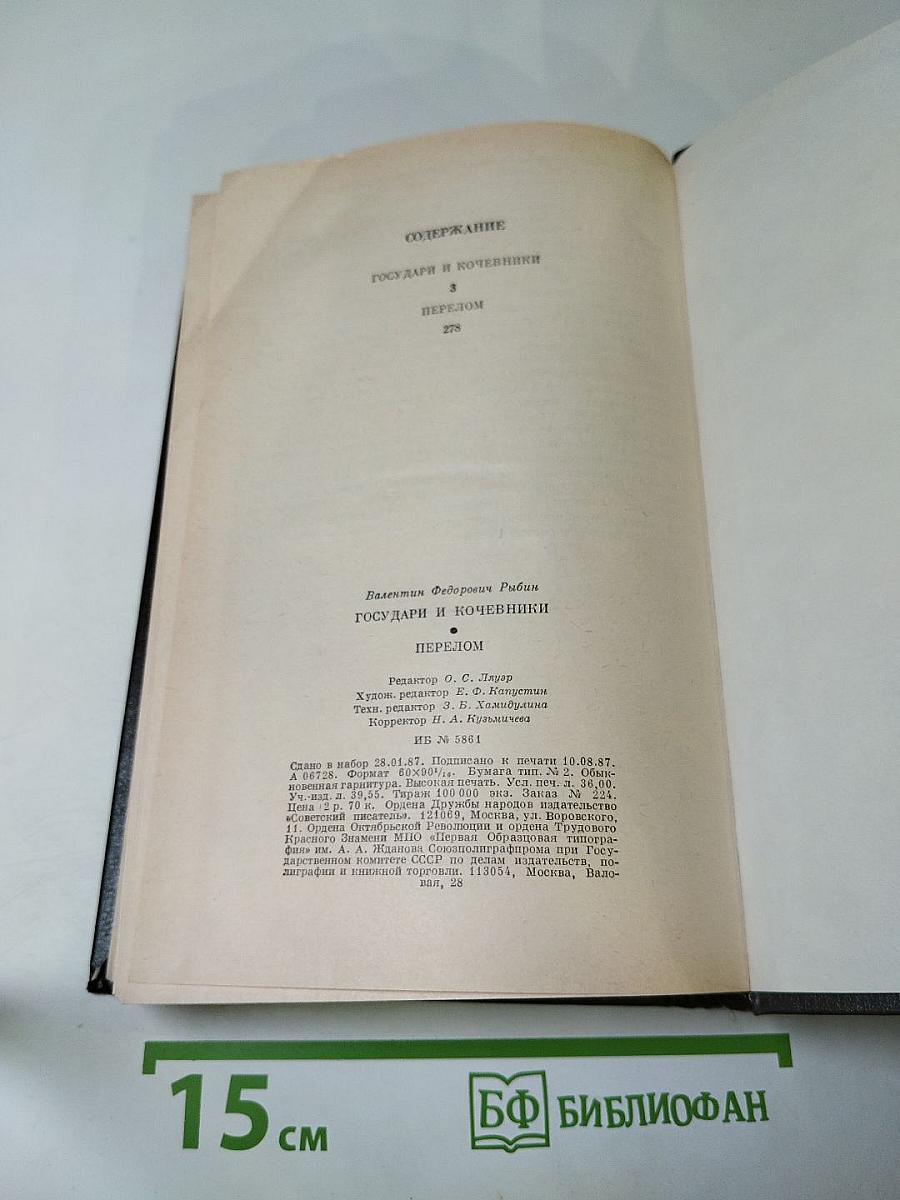 СОДЕРЖАНИЕ
ГОСУДАРИ И КОЧЕВНИКИ
3
ПЕРЕЛОМ
278
Валентин Федорович Рыбин
ГОСУДАРИ И КОЧЕВНИКИ
●
ПЕРЕЛОМ
Редактор О. С. Ляуэр
Худож. редактор Е. Ф. Капустин
Техн. редактор З. Б. Хамидулина
Корректор Н. А. Кузьмичева
ИБ № 5861
Сдано в набор 28.01.87. Подписано к печати 10.08.87.
А 06728. Формат 60×90¹/₁₆. Бумага тип. № 2. Обык-
новенная гарнитура. Высокая печать. Усл. печ. л. 36,00.
Уч.-изд. л. 39,55. Тираж 100 000 экз. Заказ № 224.
Цена 2 р. 70 к. Ордена Дружбы народов издательство
«Советский писатель». 121069, Москва, ул. Воровского,
11. Ордена Октябрьской Революции и ордена Трудового
Красного Знамени МПО «Первая Образцовая типогра-
фия» им. А. А. Жданова Союзполиграфпрома при Госу-
дарственном комитете СССР по делам издательств, по-
лиграфии и книжной торговли. 113054, Москва, Вало-
вая, 28
15 см
БФ БИБЛИОФАН